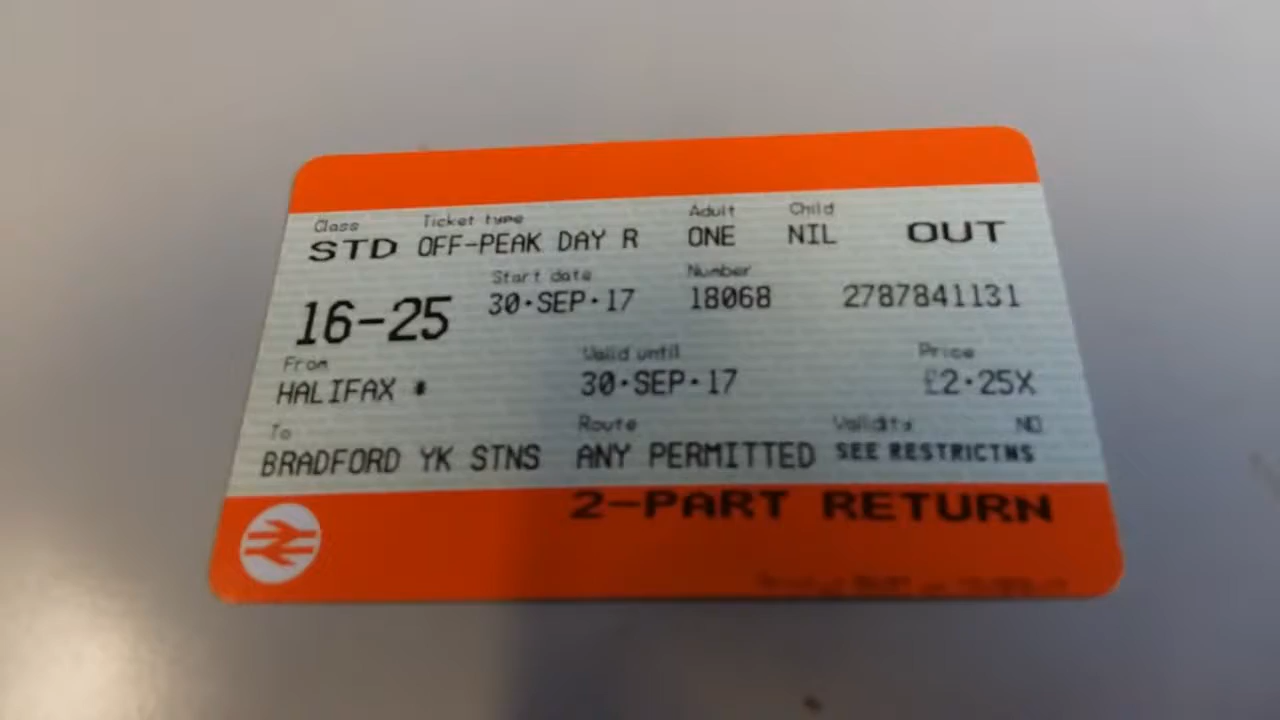 Class Ticket type Adult Child
STD OFF-PEAK DAY R ONE NIL OUT
Start date Number
16-25 30·SEP·17 18068 2787841131
From Valid until Price
HALIFAX * 30·SEP·17 £2·25X
To Route Validity NO
BRADFORD YK STNS ANY PERMITTED SEE RESTRICTNS
2-PART RETURN